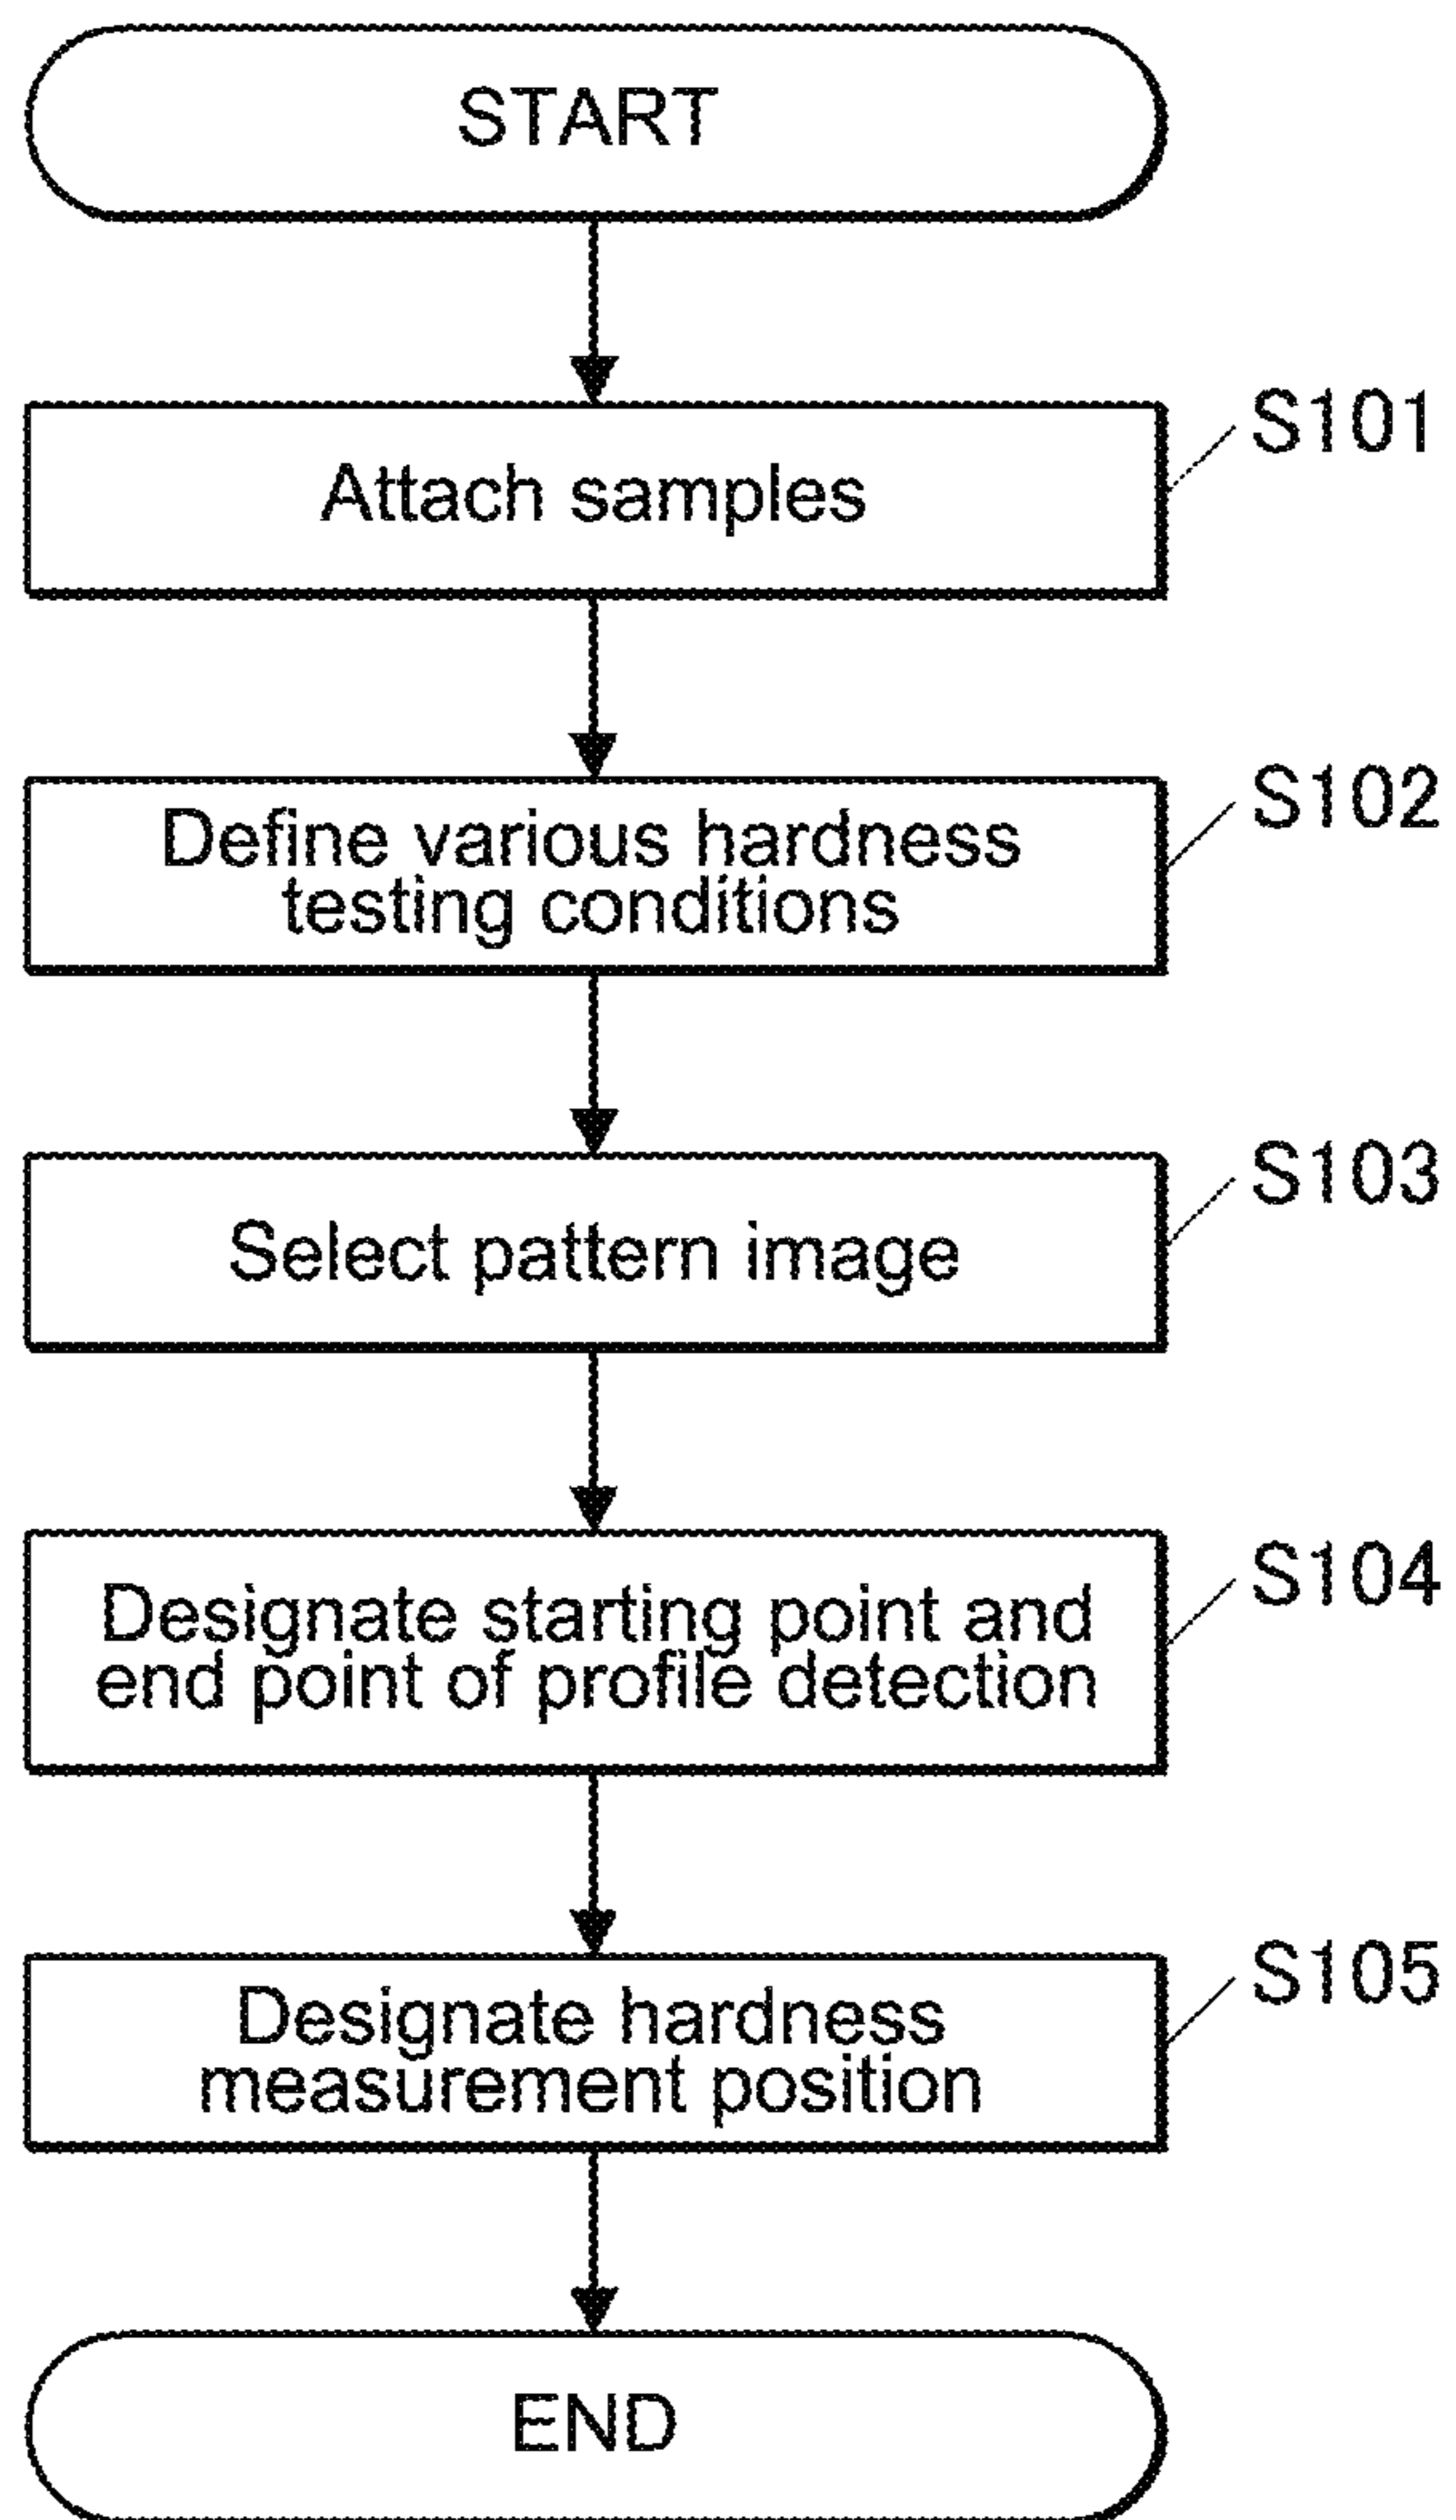 START
S101
Attach samples
S102
Define various hardness
testing conditions
S103
Select pattern image
S104
Designate starting point and
end point of profile detection
S105
Designate hardness
measurement position
END